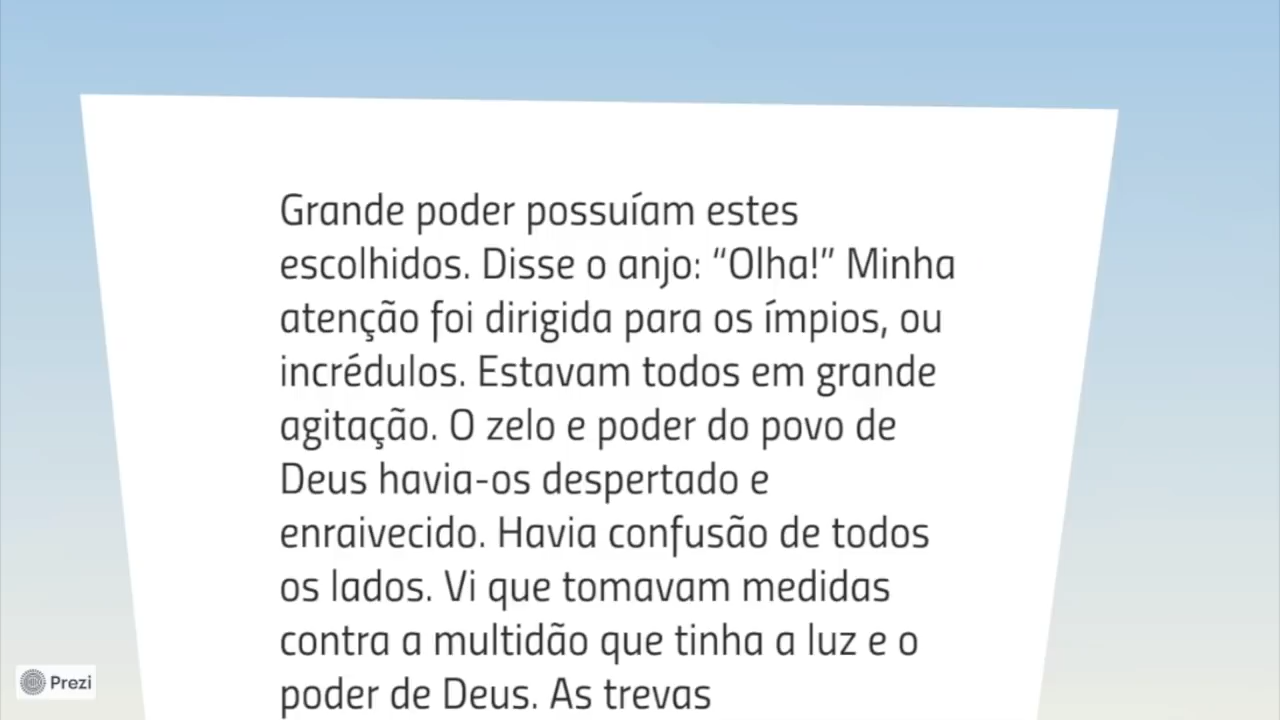 Grande poder possuíam estes
escolhidos. Disse o anjo: “Olha!” Minha
atenção foi dirigida para os ímpios, ou
incrédulos. Estavam todos em grande
agitação. O zelo e poder do povo de
Deus havia-os despertado e
enraivecido. Havia confusão de todos
os lados. Vi que tomavam medidas
contra a multidão que tinha a luz e o
poder de Deus. As trevas
Prezi